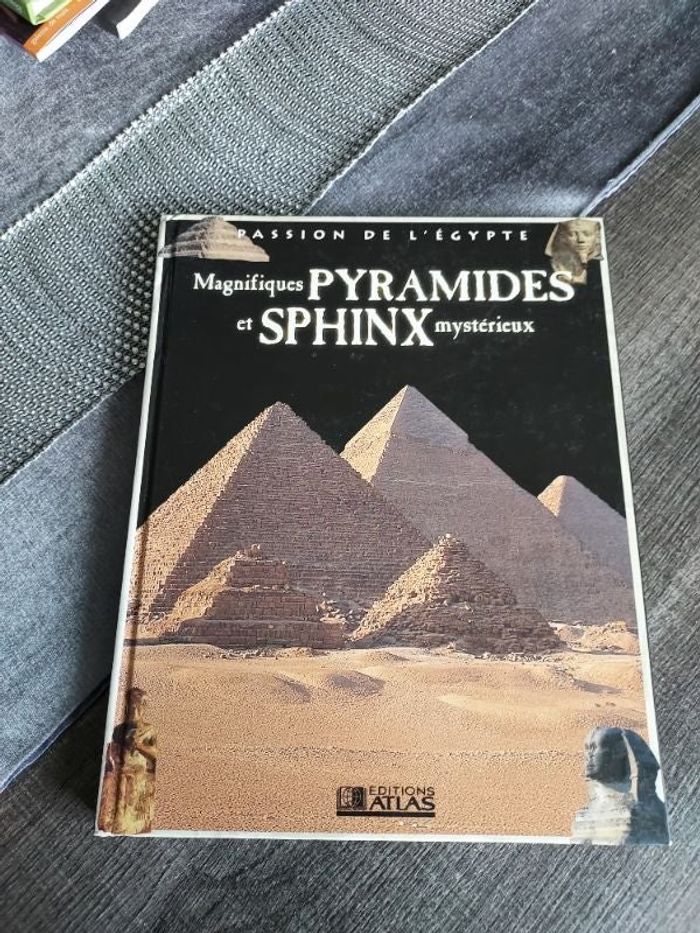 PASSION DE L'ÉGYPTE
Magnifiques PYRAMIDES
et SPHINX mystérieux
EDITIONS
ATLAS